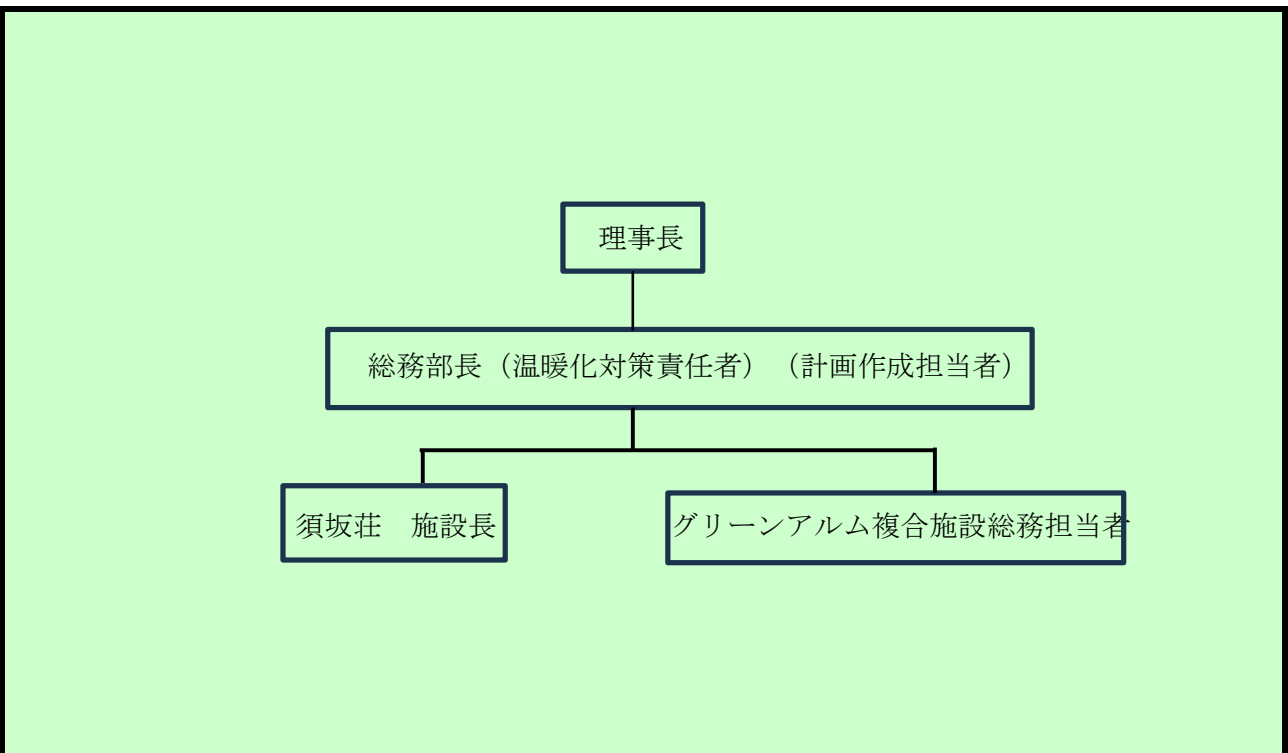 理事長
総務部長（温暖化対策責任者）（計画作成担当者）
須坂荘　施設長
グリーンアルム複合施設総務担当者